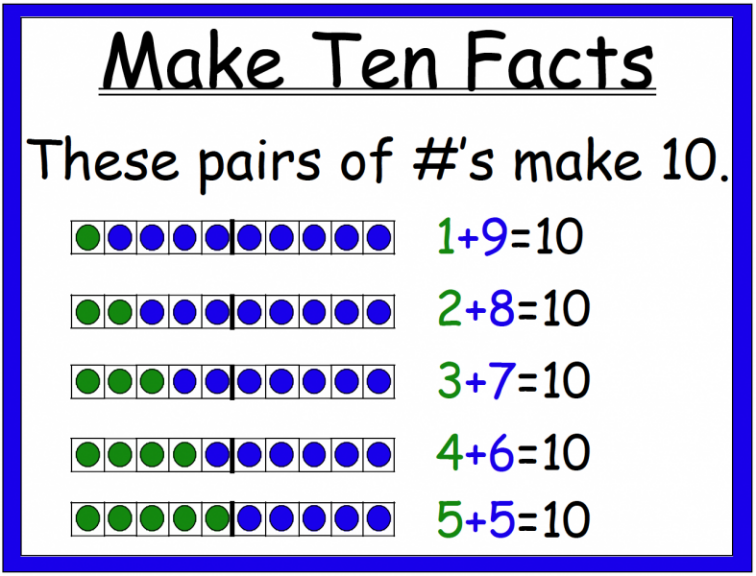 Make Ten Facts
These pairs of #'s make 10.
1+9=10
2+8=10
3+7=10
4+6=10
5+5=10